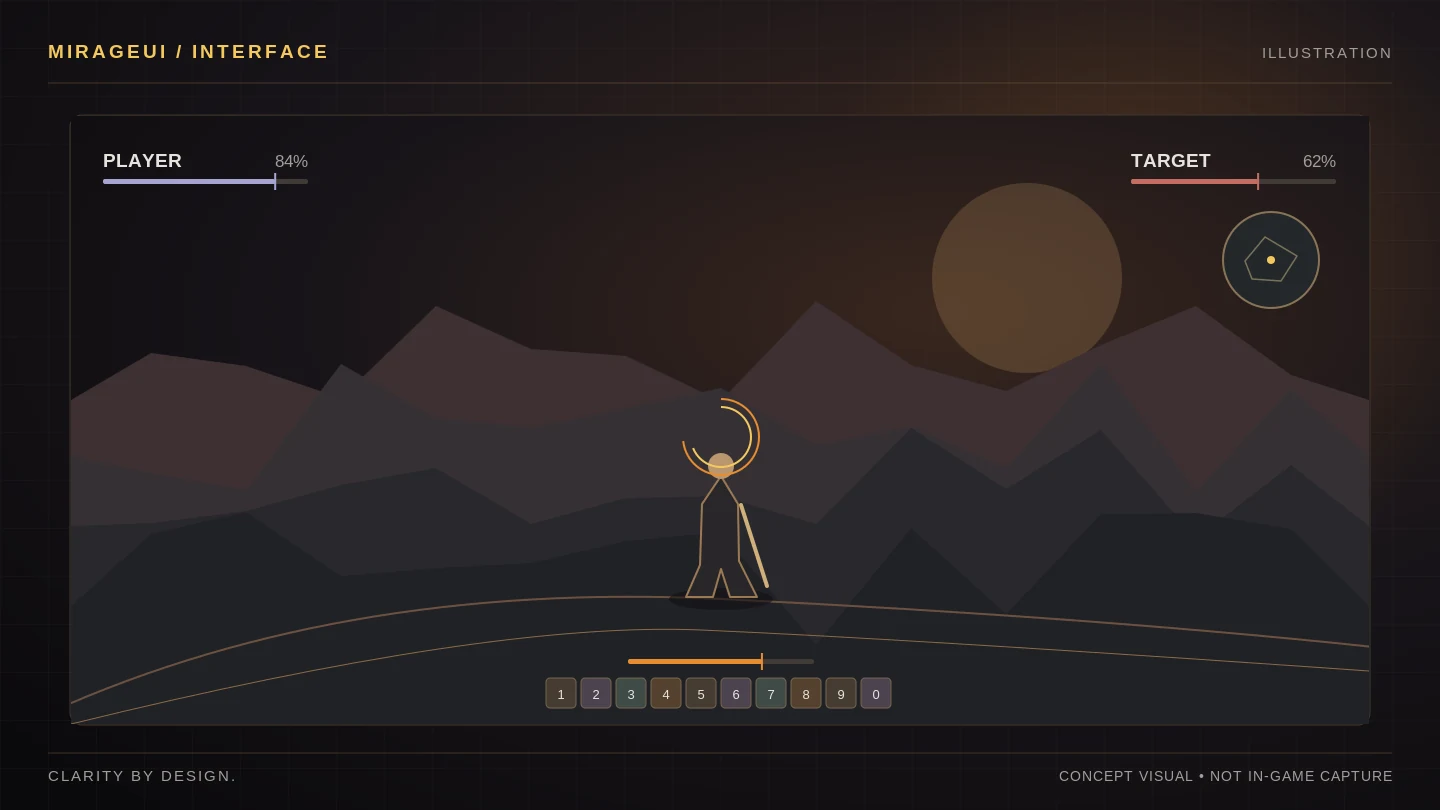 MIRAGEUI / INTERFACE
ILLUSTRATION
PLAYER 84%
TARGET 62%
1 2 3 4 5 6 7 8 9 0
CLARITY BY DESIGN.
CONCEPT VISUAL • NOT IN-GAME CAPTURE